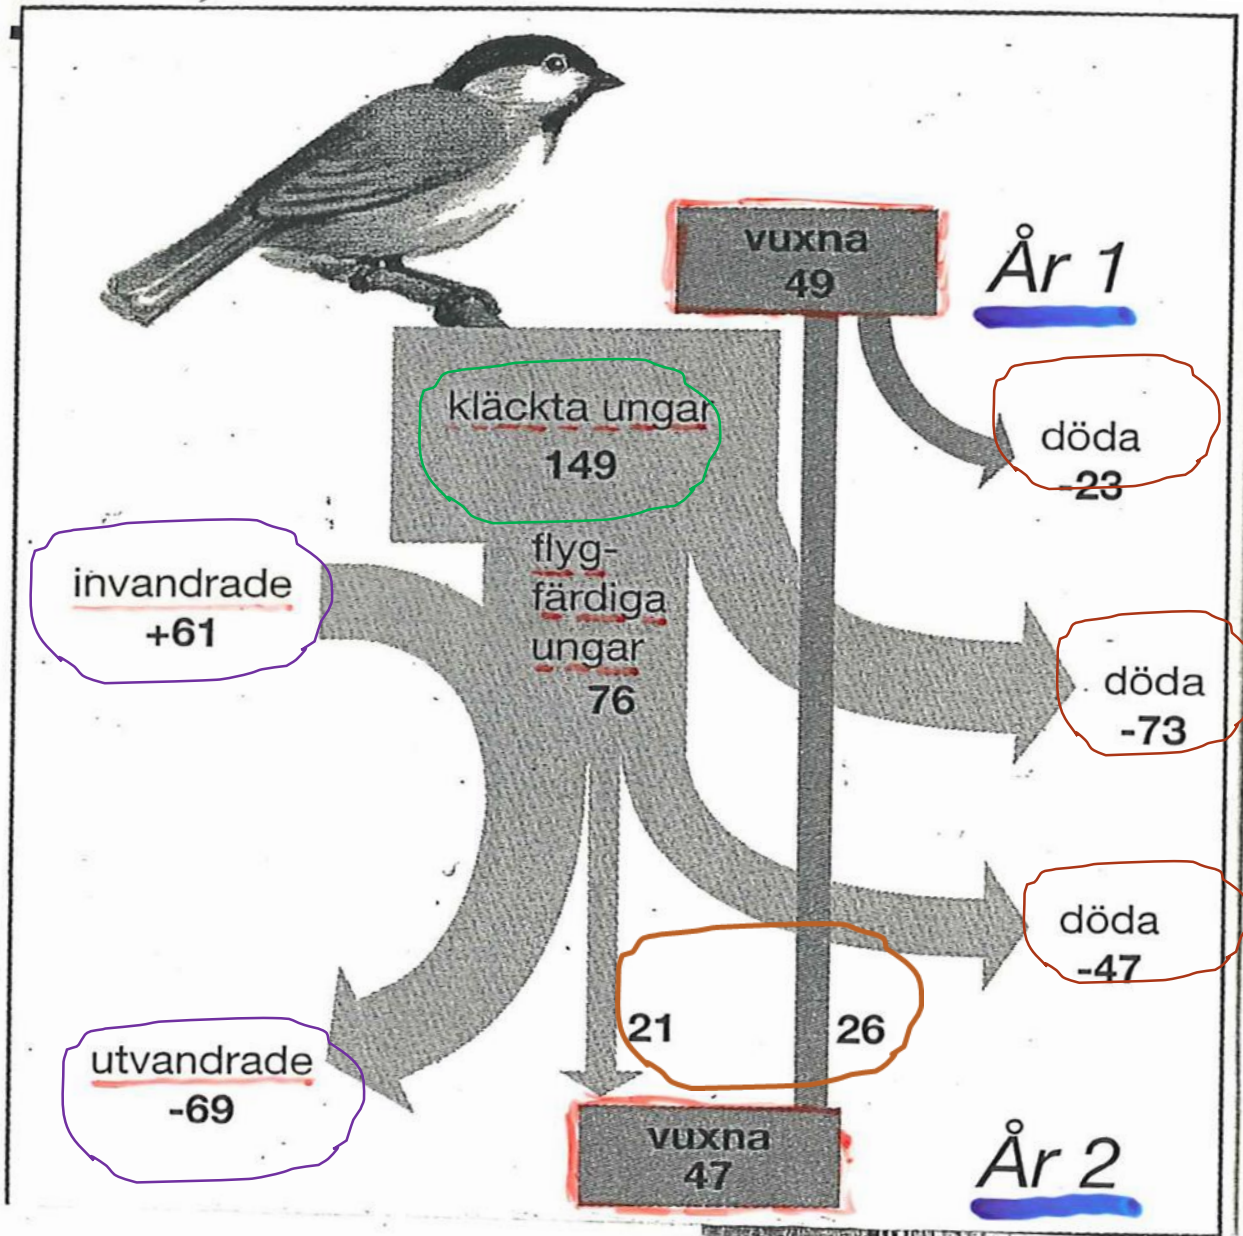 vuxna
49
År 1
kläckta ungar
149
döda
-23
flyg-
färdiga
ungar
76
invandrade
+61
döda
-73
döda
-47
21
26
utvandrade
-69
vuxna
47
År 2